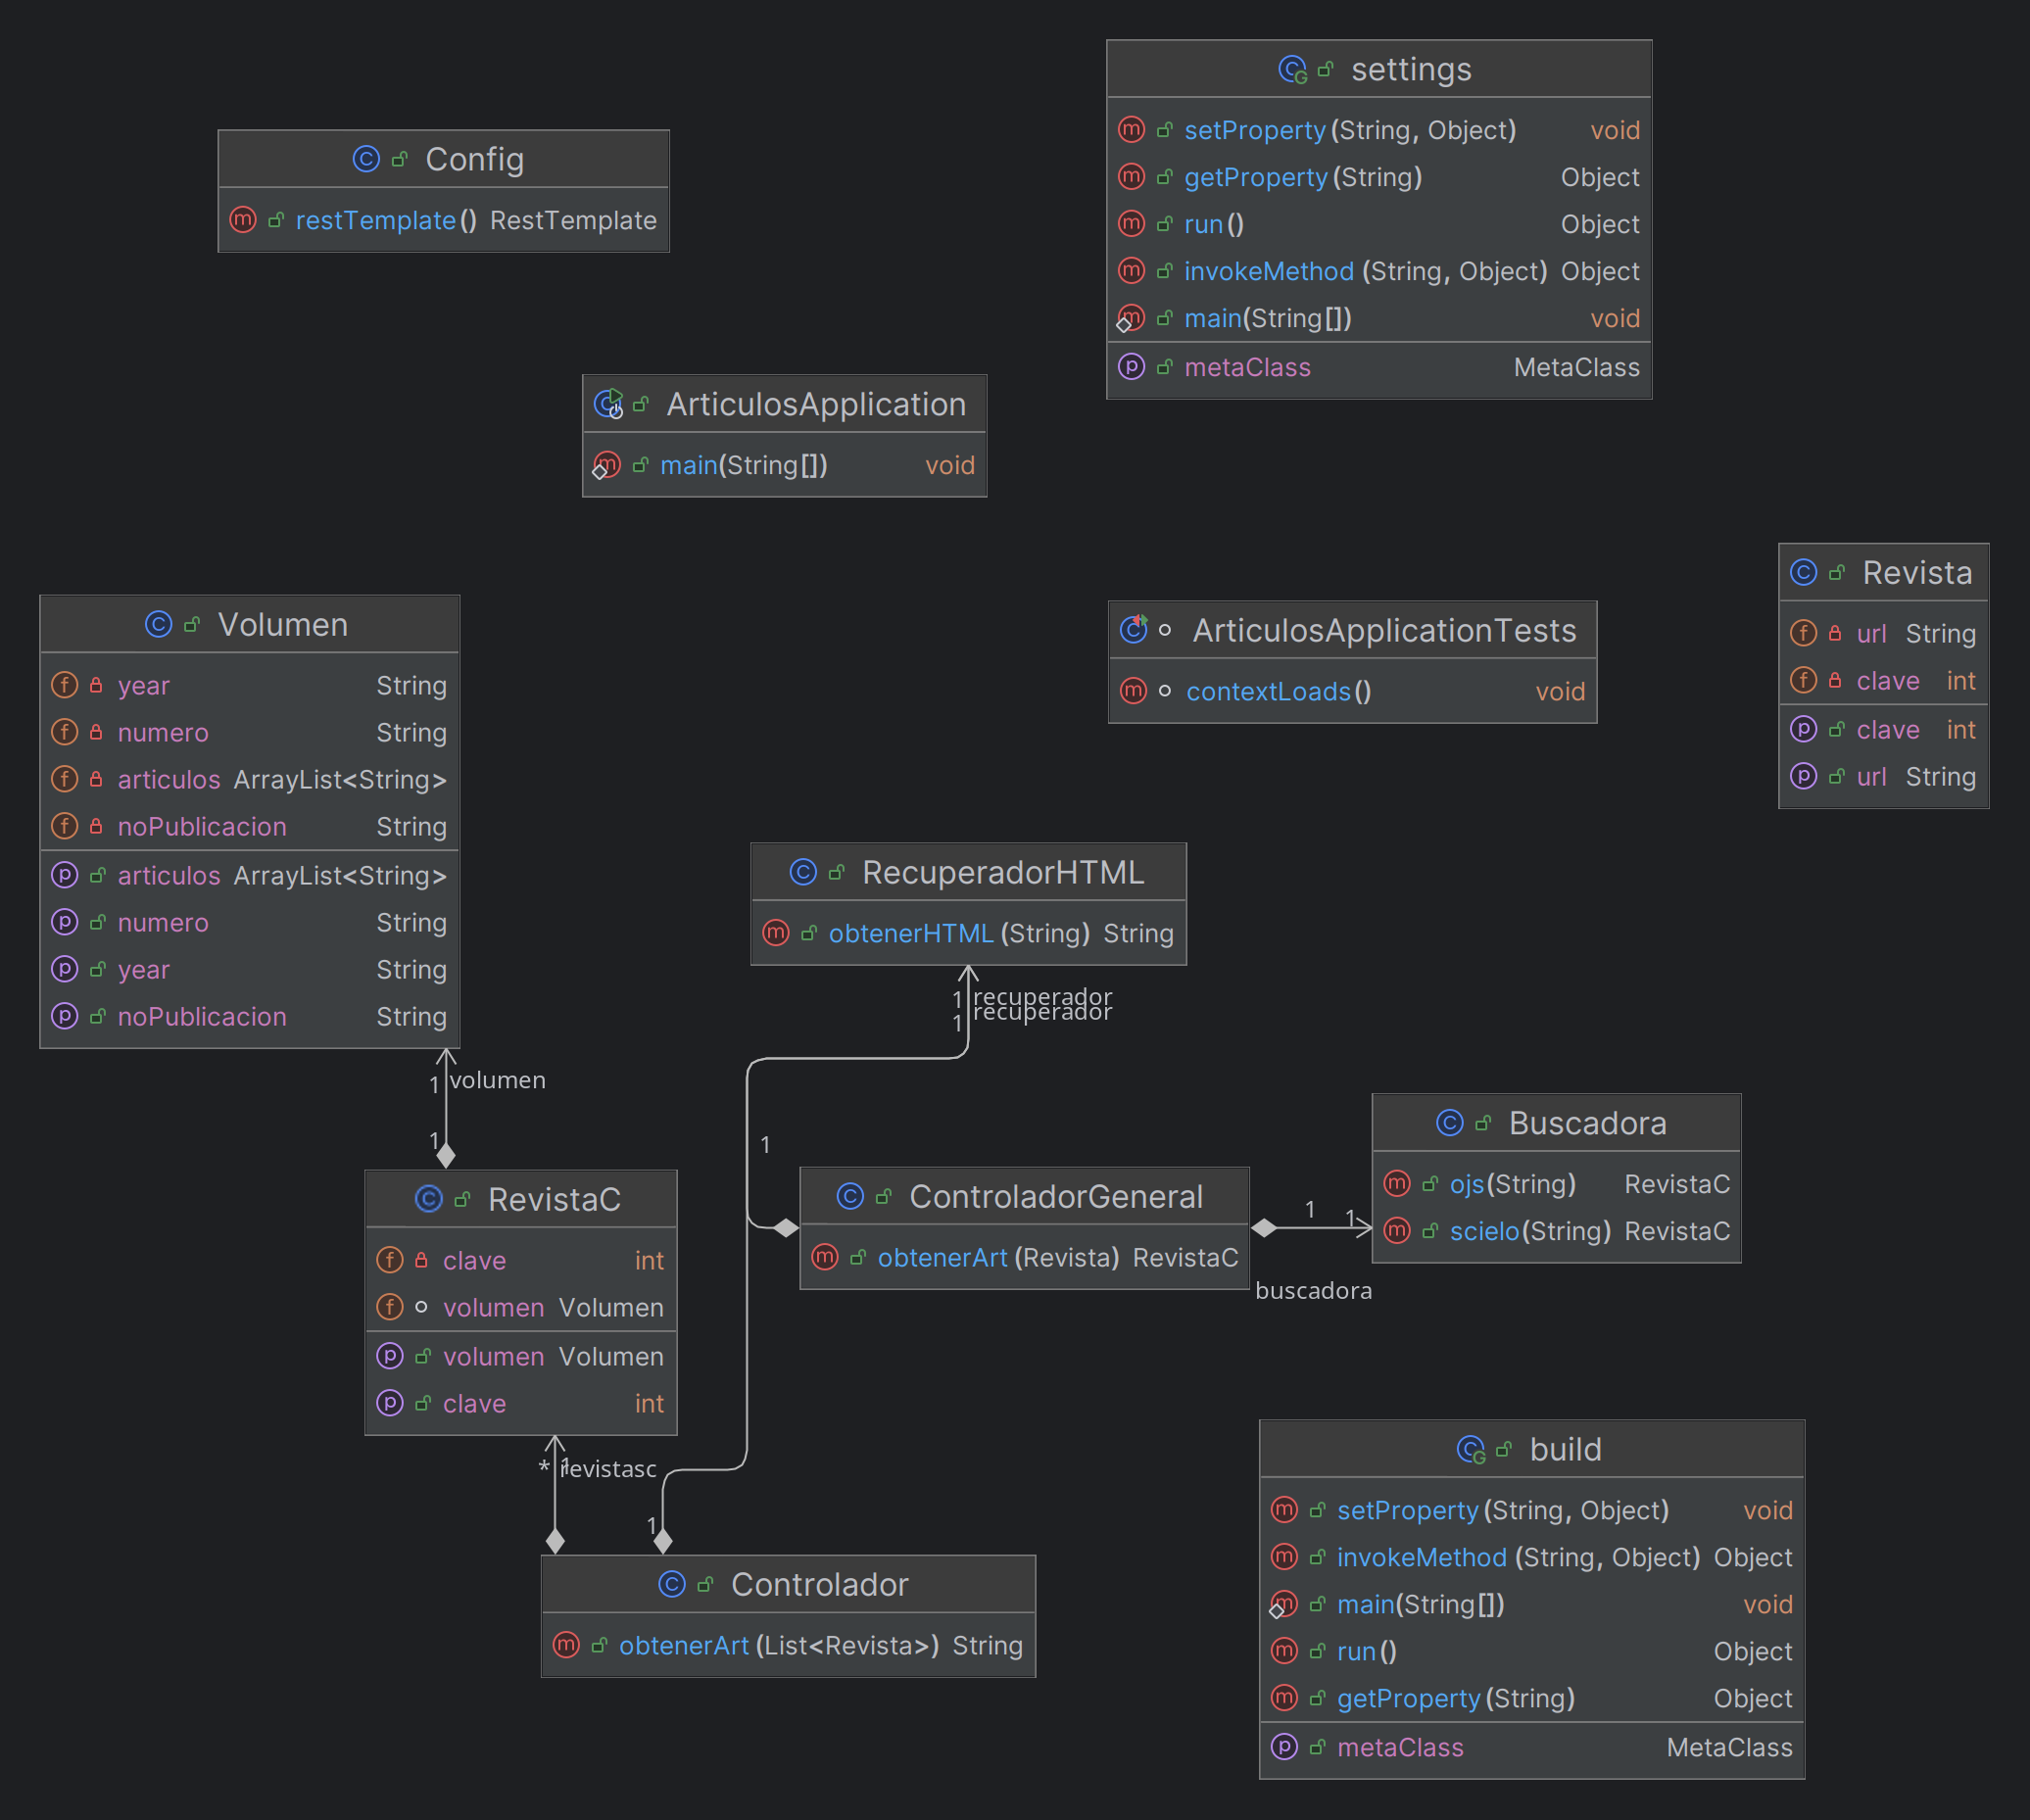 settings
setProperty(String, Object) void
getProperty(String) Object
run() Object
invokeMethod(String, Object) Object
main(String[]) void
metaClass MetaClass
Config
restTemplate() RestTemplate
ArticulosApplication
main(String[]) void
Revista
url String
clave int
clave int
url String
Volumen
year String
numero String
articulos ArrayList<String>
noPublicacion String
articulos ArrayList<String>
numero String
year String
noPublicacion String
ArticulosApplicationTests
contextLoads() void
RecuperadorHTML
obtenerHTML(String) String
1 recuperador
1 recuperador
1 volumen
1
1
RevistaC
clave int
volumen Volumen
volumen Volumen
clave int
ControladorGeneral
obtenerArt(Revista) RevistaC
1 1
buscadora
Buscadora
ojs(String) RevistaC
scielo(String) RevistaC
* 1 revistasc
1
Controlador
obtenerArt(List<Revista>) String
build
setProperty(String, Object) void
invokeMethod(String, Object) Object
main(String[]) void
run() Object
getProperty(String) Object
metaClass MetaClass